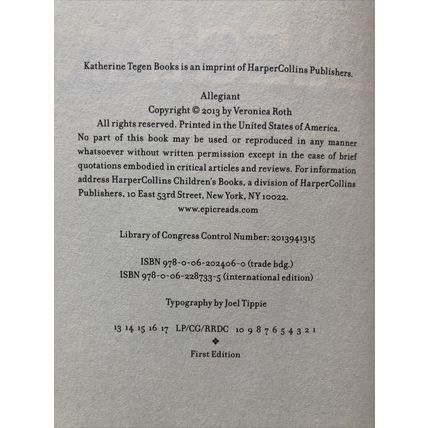 Katherine Tegen Books is an imprint of HarperCollins Publishers.
Allegiant
Copyright © 2013 by Veronica Roth
All rights reserved. Printed in the United States of America.
No part of this book may be used or reproduced in any manner
whatsoever without written permission except in the case of brief
quotations embodied in critical articles and reviews. For information
address HarperCollins Children's Books, a division of HarperCollins
Publishers, 10 East 53rd Street, New York, NY 10022.
www.epicreads.com
Library of Congress Control Number: 2013941315
ISBN 978-0-06-202406-0 (trade bdg.)
ISBN 978-0-06-228733-5 (international edition)
Typography by Joel Tippie
13 14 15 16 17 LP/CG/RRDC 10 9 8 7 6 5 4 3 2 1
❖
First Edition